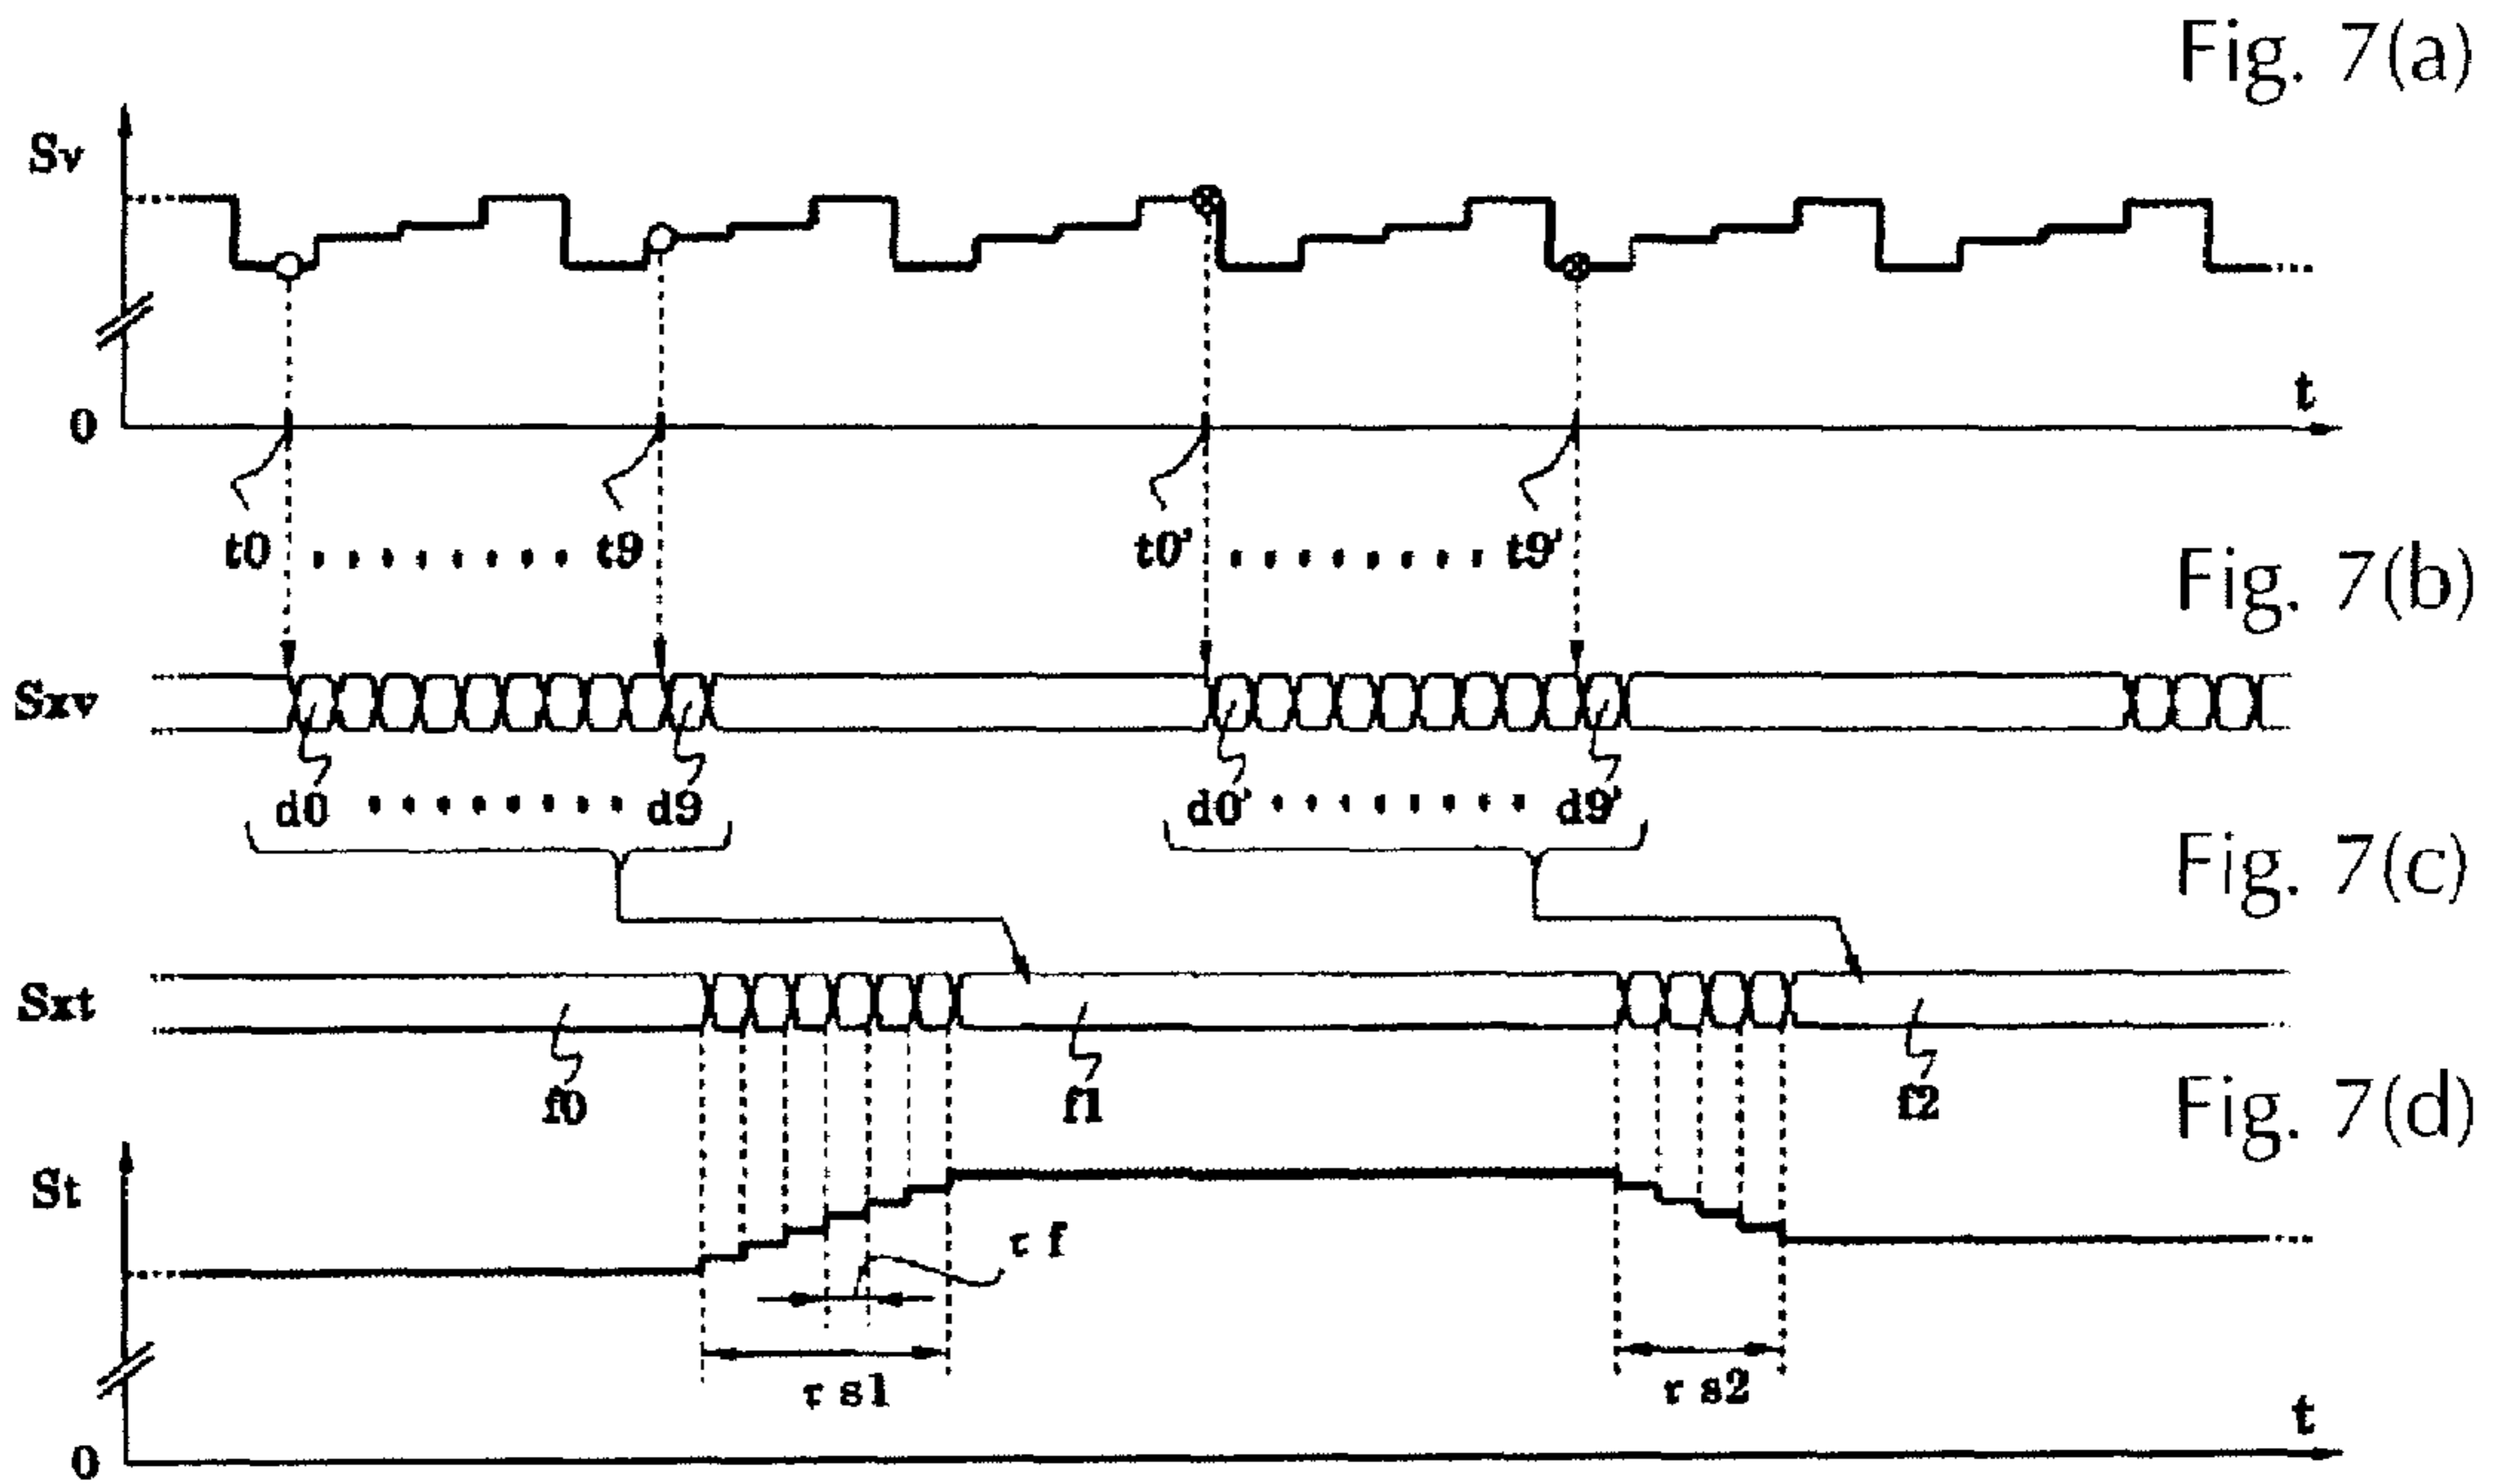 Fig. 7(a)
Sv
0
t
t0 ........ t9
t0' ........ t9'
Fig. 7(b)
Sxv
d0 ........ d9
d0' ........ d9'
Fig. 7(c)
Sxt
f0
f1
f2
Fig. 7(d)
St
τ f
τ s1
τ s2
0
t